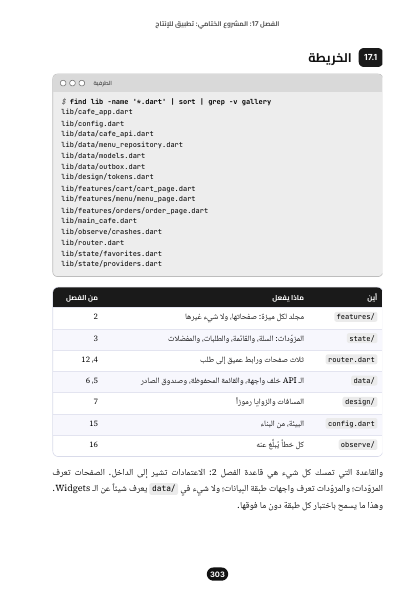 الفصل 17: المشروع الختامي: تطبيق للإنتاج
17.1 الخريطة
الطرفية
$ find lib -name '*.dart' | sort | grep -v gallery
lib/cafe_app.dart
lib/config.dart
lib/data/cafe_api.dart
lib/data/menu_repository.dart
lib/data/models.dart
lib/data/outbox.dart
lib/design/tokens.dart
lib/features/cart/cart_page.dart
lib/features/menu/menu_page.dart
lib/features/orders/order_page.dart
lib/main_cafe.dart
lib/observe/crashes.dart
lib/router.dart
lib/state/favorites.dart
lib/state/providers.dart
أين ماذا يفعل من الفصل
features/ مجلد لكل ميزة: صفحاتها، ولا شيء غيرها 2
state/ المزوّدات: السلة، والقائمة، والطلبات، والمفضلات 3
router.dart ثلاث صفحات ورابط عميق إلى طلب 4، 12
data/ الـ API خلف واجهة، والقائمة المحفوظة، وصندوق الصادر 5، 6
design/ المسافات والزوايا رموزاً 7
config.dart البيئة، من البناء 15
observe/ كل خطأ يُبلَّغ عنه 16
والقاعدة التي تمسك كل شيء هي قاعدة الفصل 2: الاعتمادات تشير إلى الداخل. الصفحات تعرف
المزوّدات؛ والمزوّدات تعرف واجهات طبقة البيانات؛ ولا شيء في data/ يعرف شيئاً عن الـ Widgets.
وهذا ما يسمح باختبار كل طبقة دون ما فوقها.
303